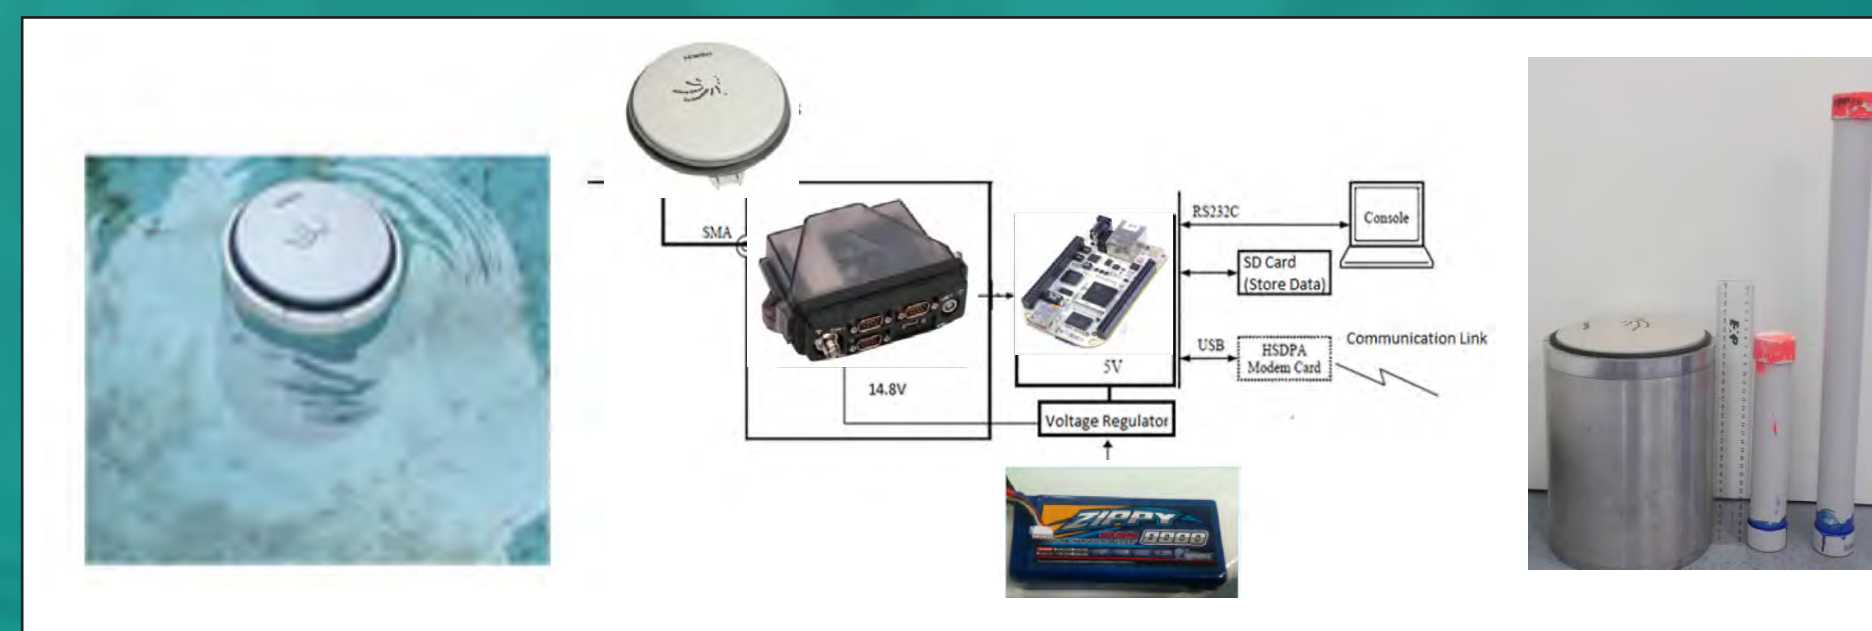 SMA
14.8V
5V
Voltage Regulator
RS232C
Console
SD Card
(Store Data)
USB
HSDPA
Modem Card
Communication Link
ZIPPY